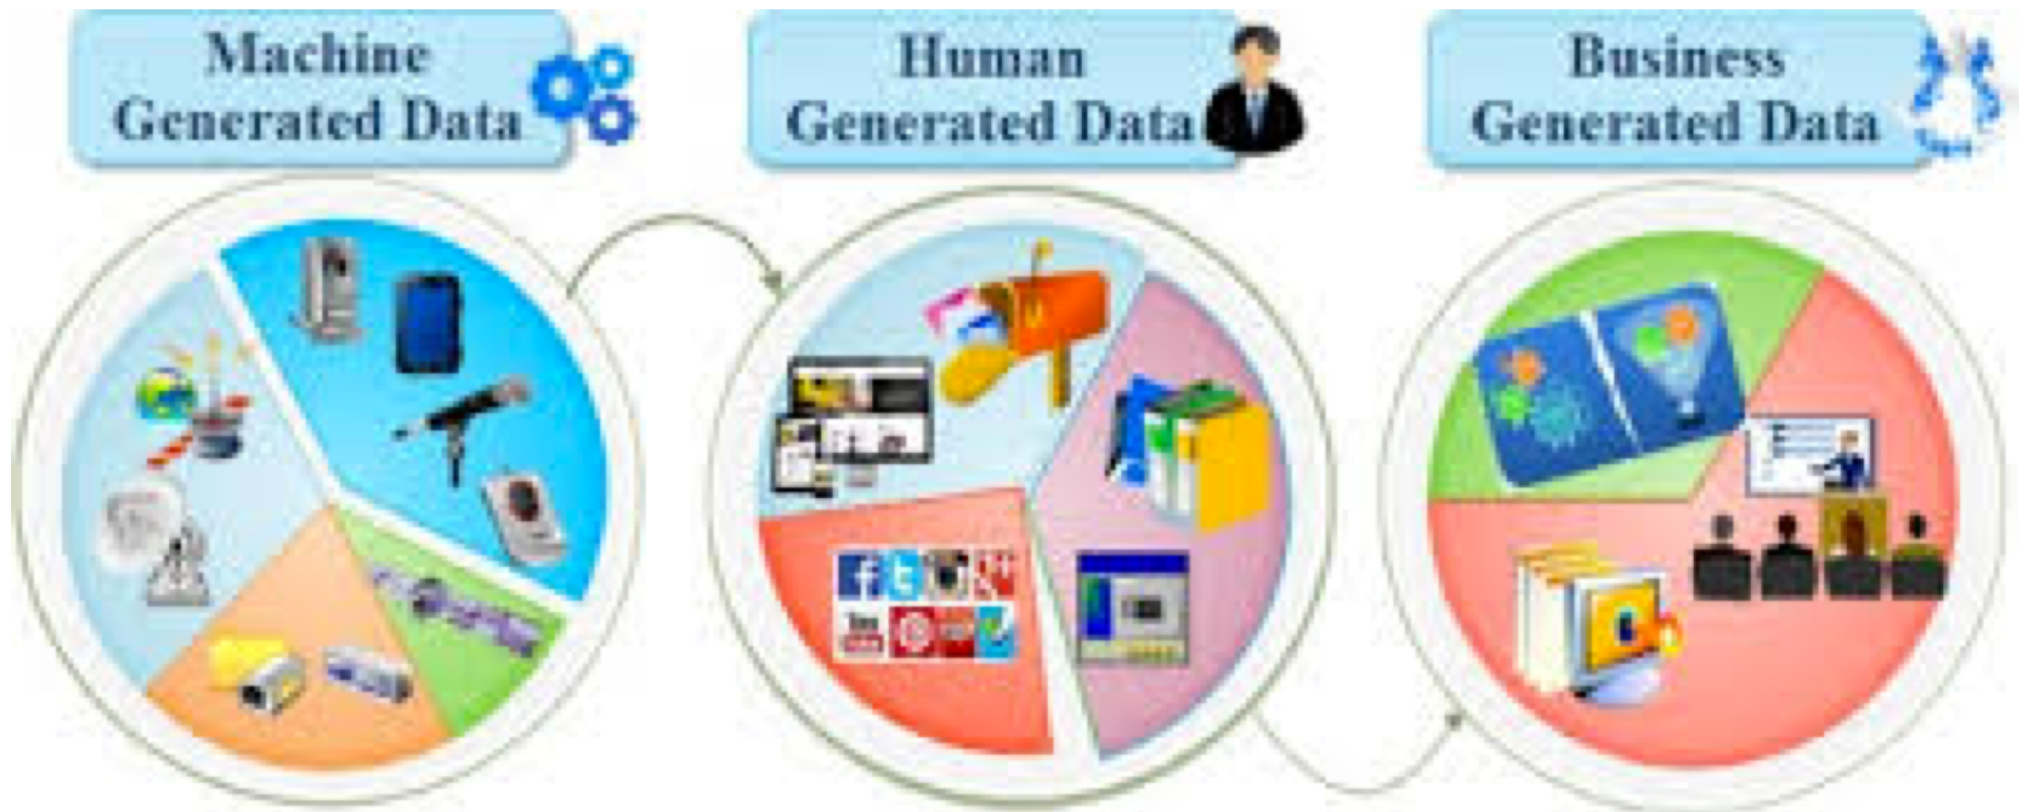 Machine
Generated Data
Human
Generated Data
Business
Generated Data